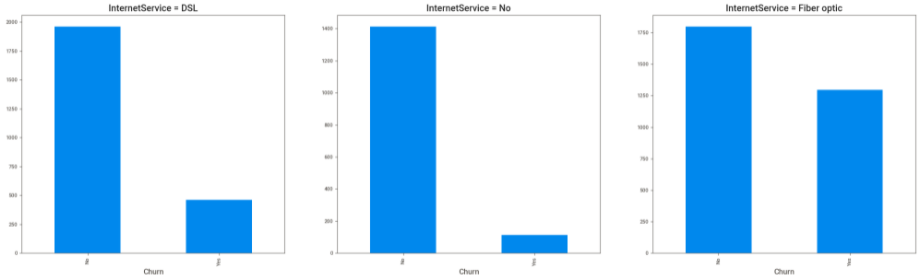 InternetService = DSL
2000
1750
1500
1250
1000
750
500
250
0
No
Yes
Churn
InternetService = No
1400
1200
1000
800
600
400
200
0
No
Yes
Churn
InternetService = Fiber optic
1750
1500
1250
1000
750
500
250
0
No
Yes
Churn